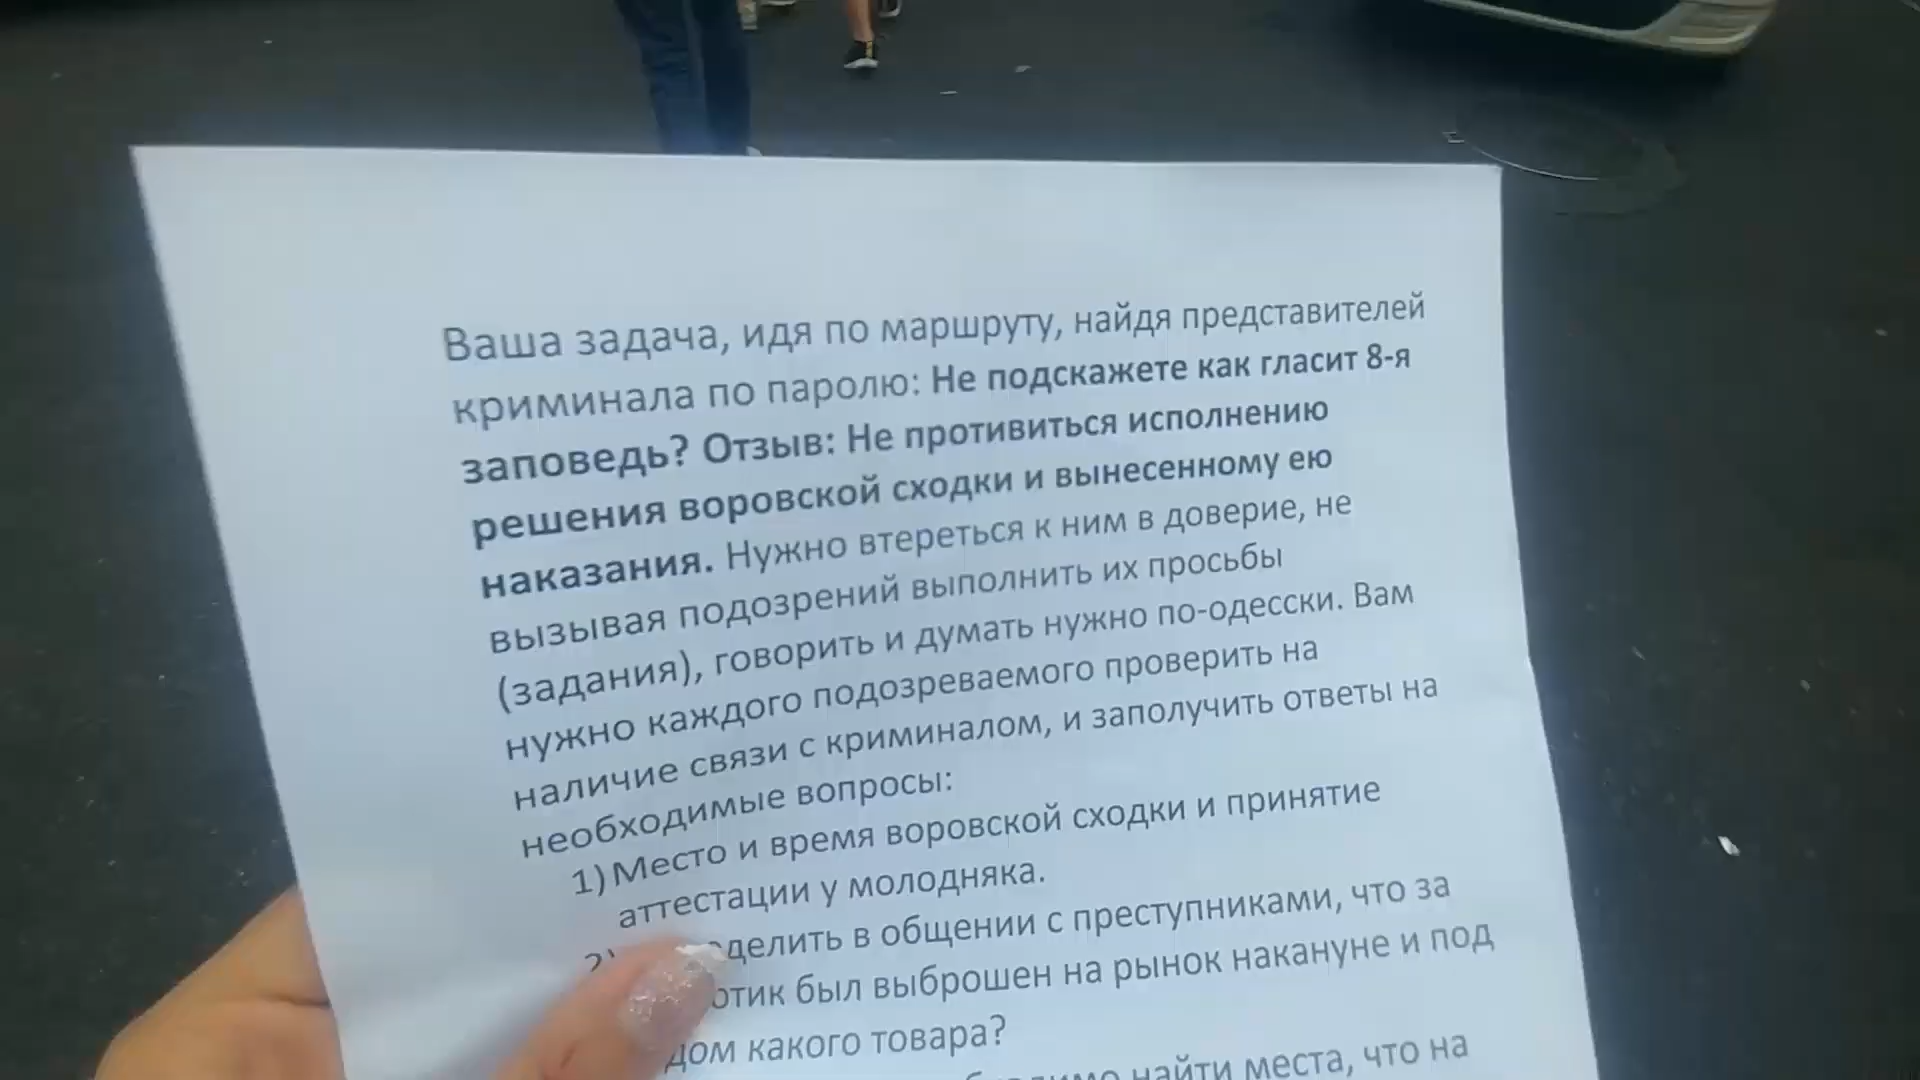 Ваша задача, идя по маршруту, найдя представителей
криминала по паролю: Не подскажете как гласит 8-я
заповедь? Отзыв: Не противиться исполнению
решения воровской сходки и вынесенному ею
наказания. Нужно втереться к ним в доверие, не
вызывая подозрений выполнить их просьбы
(задания), говорить и думать нужно по-одесски. Вам
нужно каждого подозреваемого проверить на
наличие связи с криминалом, и заполучить ответы на
необходимые вопросы:
1) Место и время воровской сходки и принятие
аттестации у молодняка.
в общении с преступниками, что за
был выброшен на рынок накануне и под
какого товара?
найти места, что на